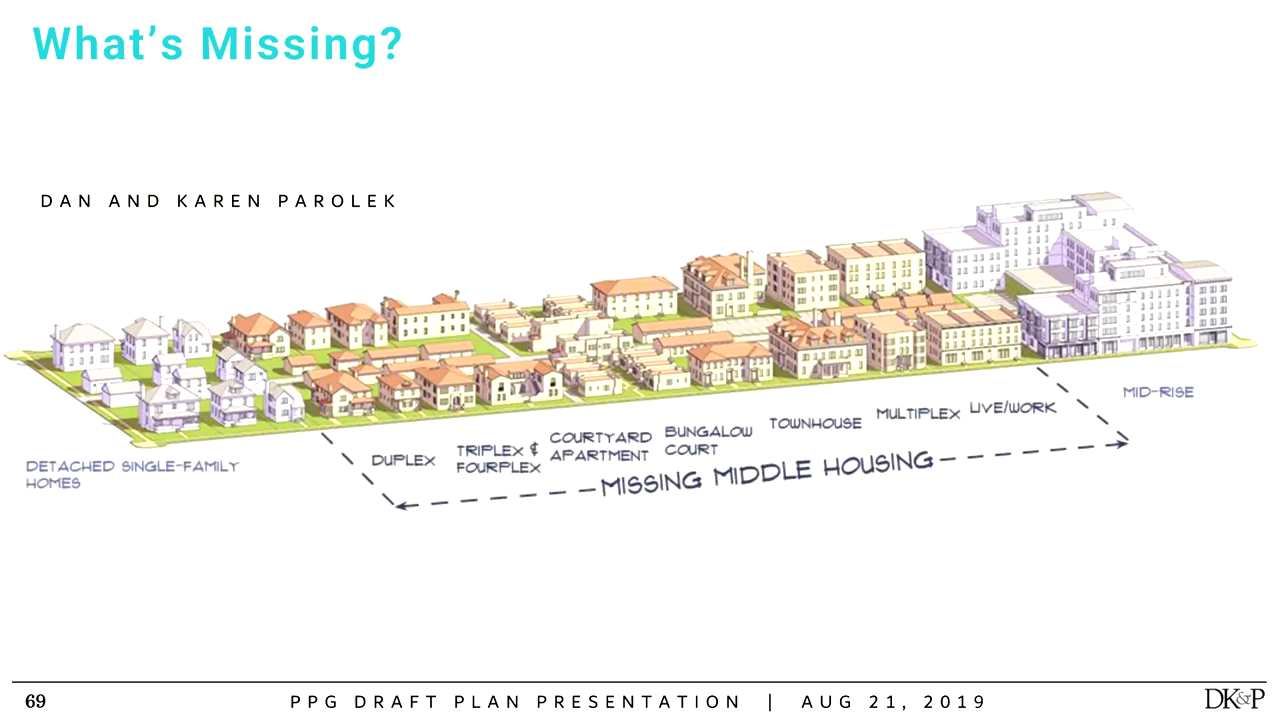 What's Missing?
DAN AND KAREN PAROLEK
DETACHED SINGLE-FAMILY
HOMES
DUPLEX
TRIPLEX &
FOURPLEX
COURTYARD
APARTMENT
BUNGALOW
COURT
TOWNHOUSE
MULTIPLEX
LIVE/WORK
MID-RISE
MISSING MIDDLE HOUSING
69
PPG DRAFT PLAN PRESENTATION | AUG 21, 2019
DK&P